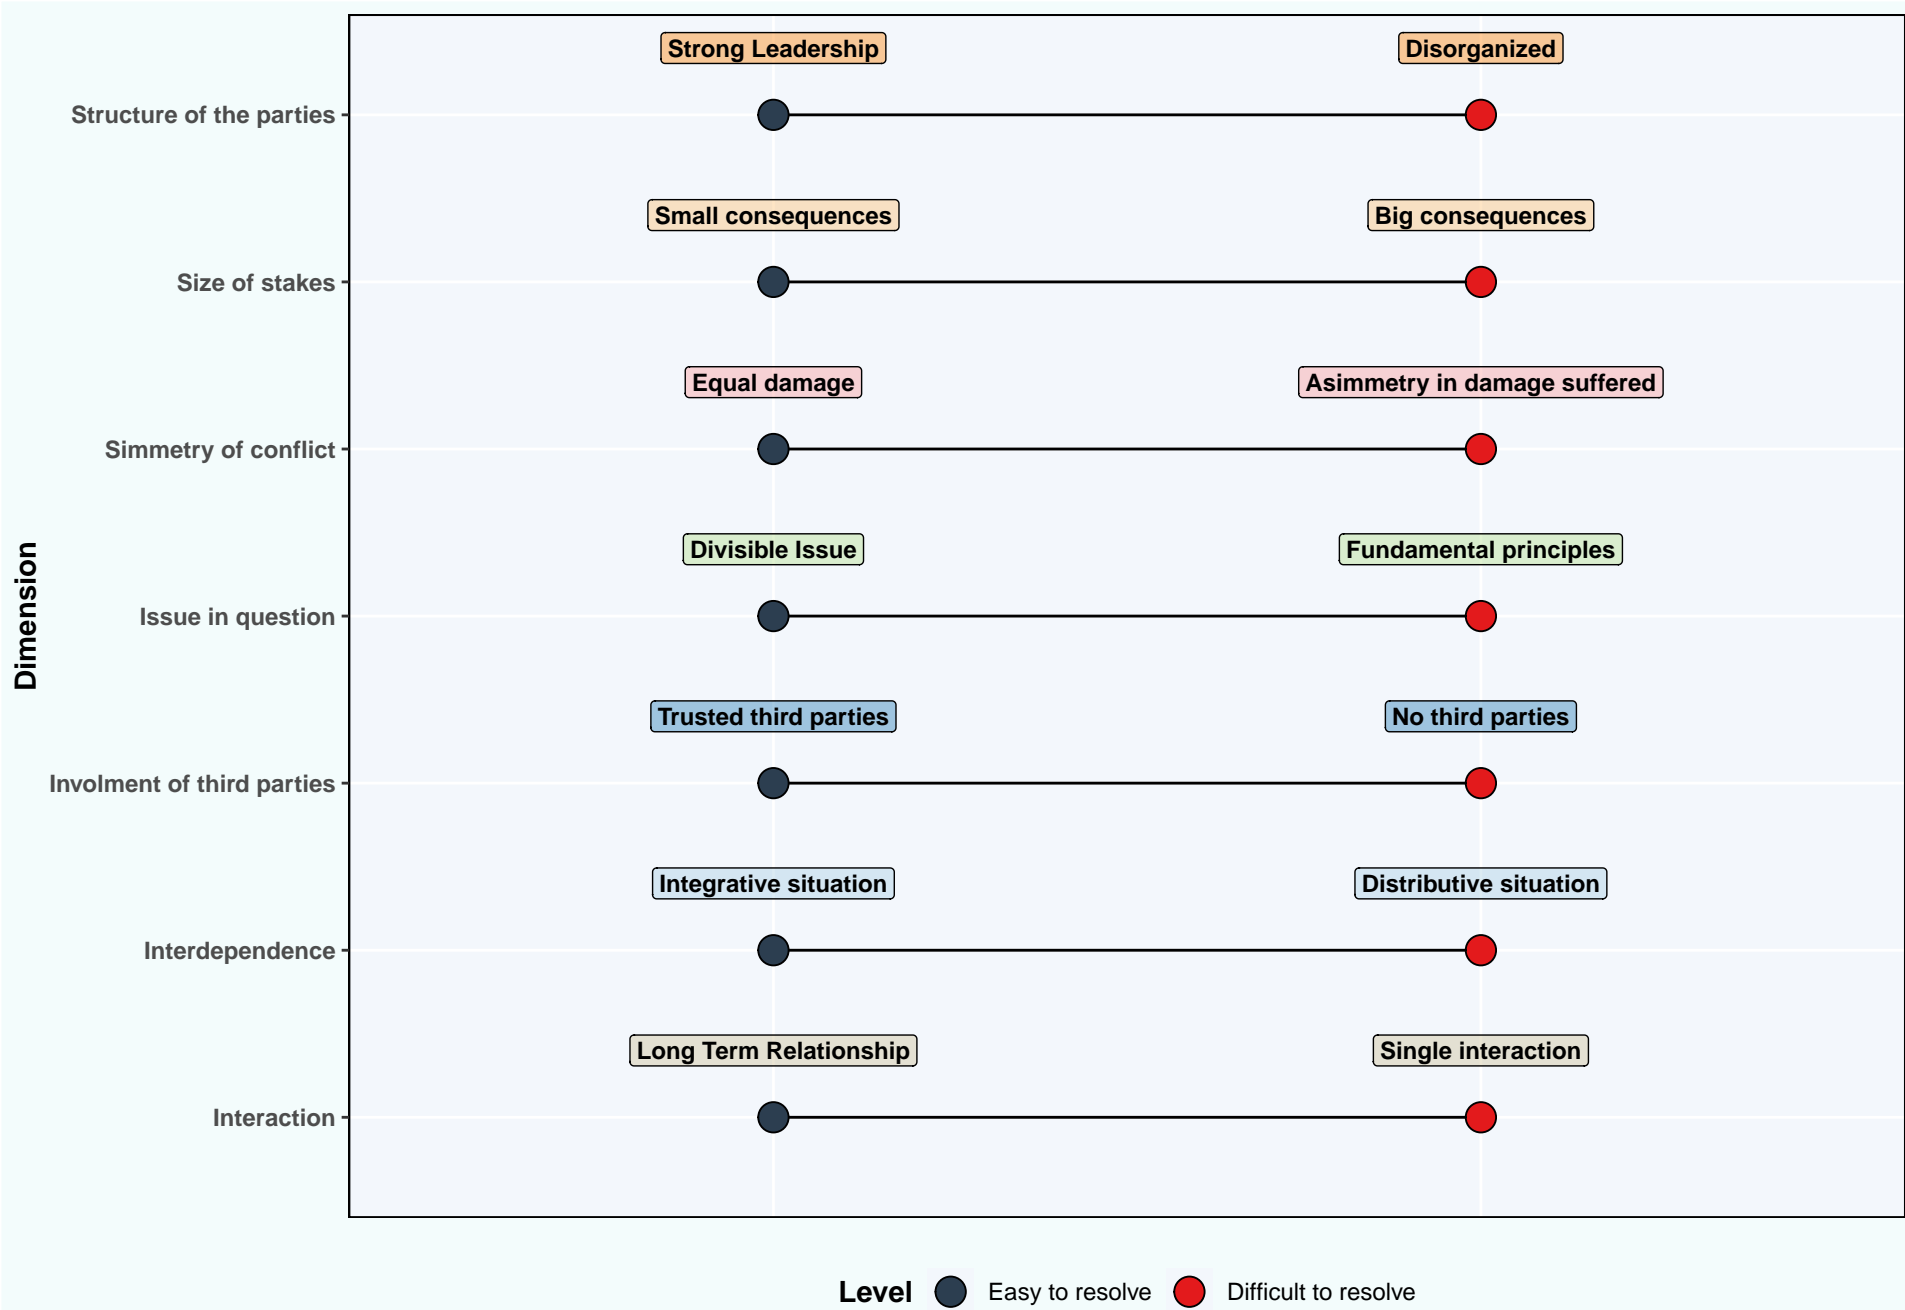 Strong Leadership Disorganized
Structure of the parties
Small consequences Big consequences
Size of stakes
Equal damage Asimmetry in damage suffered
Simmetry of conflict
Divisible Issue Fundamental principles
Issue in question
Trusted third parties No third parties
Involment of third parties
Integrative situation Distributive situation
Interdependence
Long Term Relationship Single interaction
Interaction
Dimension
Level Easy to resolve Difficult to resolve